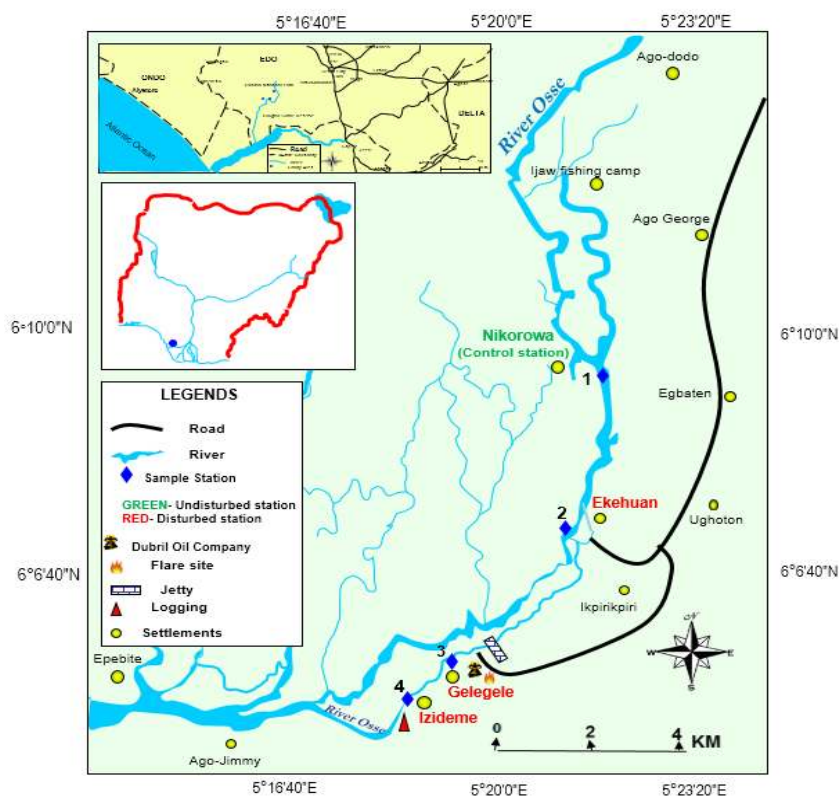 5°16'40"E
5°20'0"E
5°23'20"E
ONDO
EDO
DELTA
Atlantic Ocean
Road
River Osse
Ago-dodo
Ijaw fishing camp
Ago George
6°10'0"N
6°10'0"N
Nikorowa
(Control station)
1
Egbaten
LEGENDS
Road
River
Sample Station
GREEN- Undisturbed station
RED- Disturbed station
Dubril Oil Company
Flare site
Jetty
Logging
Settlements
2
Ekehuan
Ughoton
6°6'40"N
6°6'40"N
Ikpirikpiri
N
W
E
S
Epebite
3
Gelegele
4
Izideme
River Osse
0
2
4
KM
Ago-Jimmy
5°16'40"E
5°20'0"E
5°23'20"E